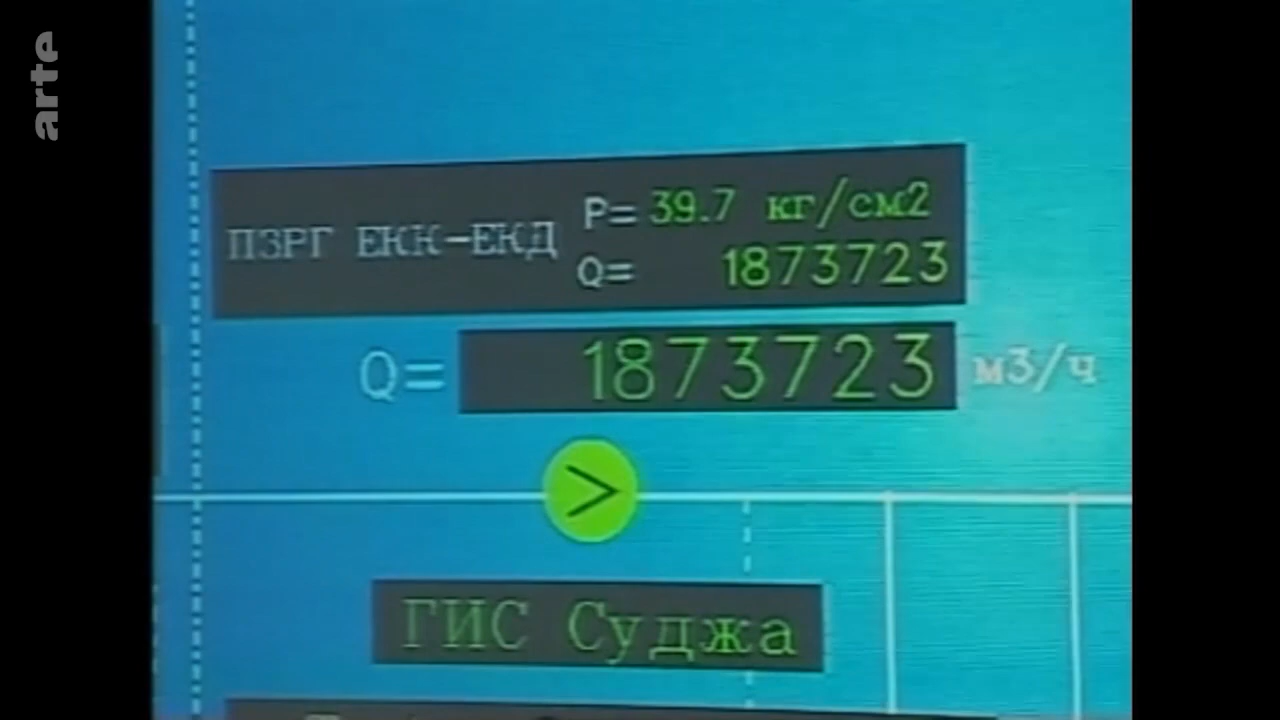 arte
ПЗРГ ЕКК-ЕКД
P= 39.7 кг/см2
Q= 1873723
Q= 1873723 м3/ч
>
ГИС Суджа